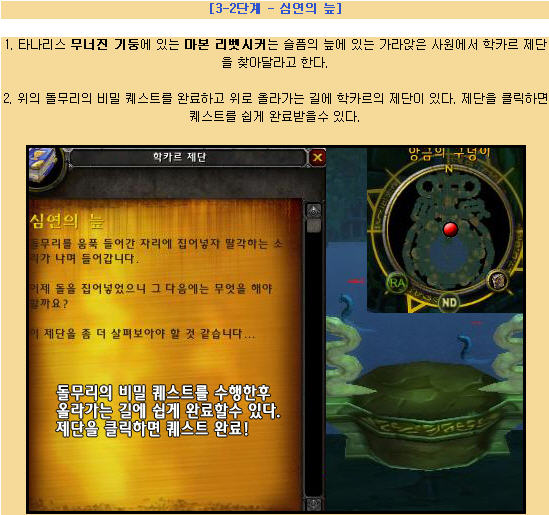 [3-2단계 - 심연의 늪]
1. 타나리스 무너진 기둥에 있는 마본 리벳시커는 슬픔의 늪에 있는 가라앉은 사원에서 학카르 제단
을 찾아달라고 한다.
2. 위의 돌무리의 비밀 퀘스트를 완료하고 위로 올라가는 길에 학카르의 제단이 있다. 제단을 클릭하면
퀘스트를 쉽게 완료받을수 있다.
학카르 제단
심연의 늪
돌무리를 움푹 들어간 자리에 집어넣자 딸각하는 소
리가 나며 들어갑니다.
이제 돌을 집어넣었으니 그 다음에는 무엇을 해야
할까요?
이 제단을 좀 더 살펴보아야 할 것 같습니다...
돌무리의 비밀 퀘스트를 수행한후
올라가는 길에 쉽게 완료할수 있다.
제단을 클릭하면 퀘스트 완료!
앙금의 구덩이
N
RA
ND